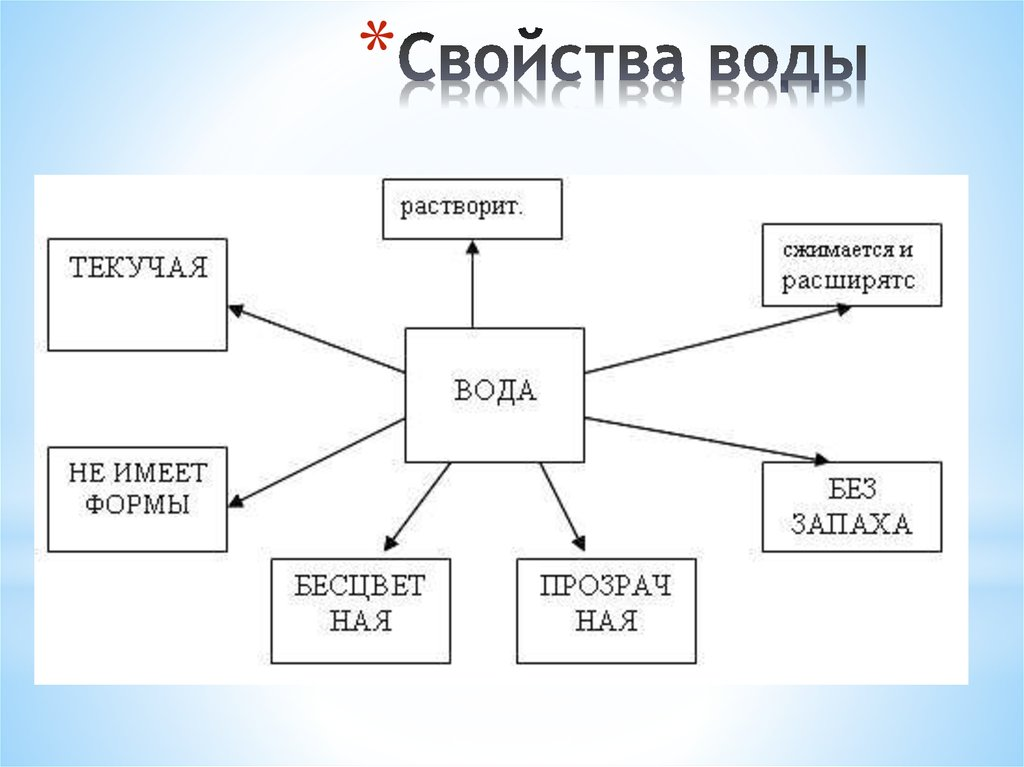 *Свойства воды
растворит.
сжимается и
расширятс
ТЕКУЧАЯ
ВОДА
НЕ ИМЕЕТ
ФОРМЫ
БЕЗ
ЗАПАХА
БЕСЦВЕТ
НАЯ
ПРОЗРАЧ
НАЯ